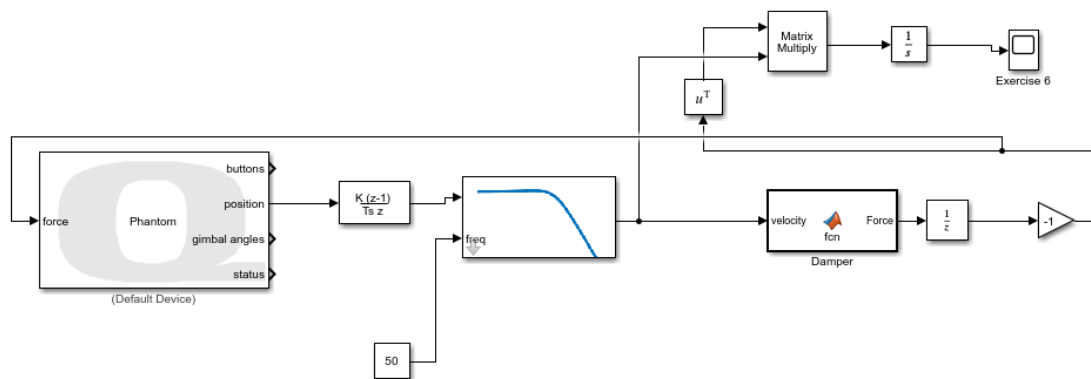 Matrix
Multiply
1
s
Exercise 6
uᵀ
buttons
force
Phantom
position
gimbal angles
status
(Default Device)
K (z-1)
Ts z
freq
50
velocity
fcn
Force
Damper
1
z
-1